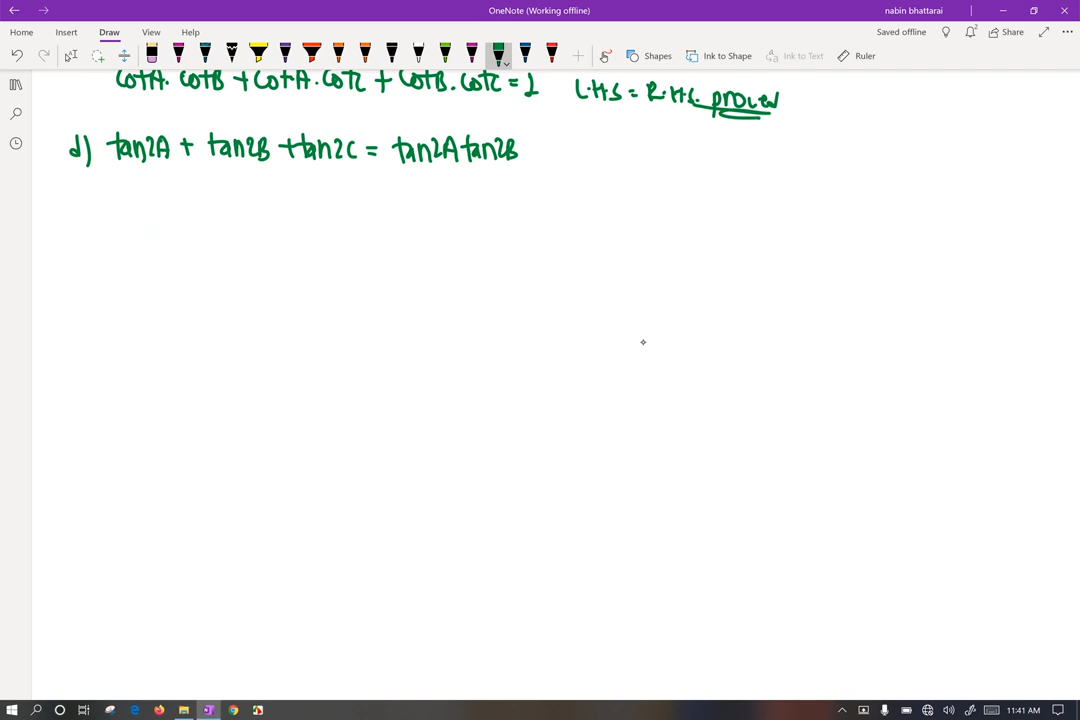 OneNote (Working offline)
nabin bhattarai
Home Insert Draw View Help
Saved offline
Share
Shapes
Ink to Shape
Ink to Text
Ruler
cotA. cotB + cotA. cotC + cotB. cotC = 1
L.H.S = R.H.S. proved
d) tan2A + tan2B + tan2C = tan2A tan2B
11:41 AM